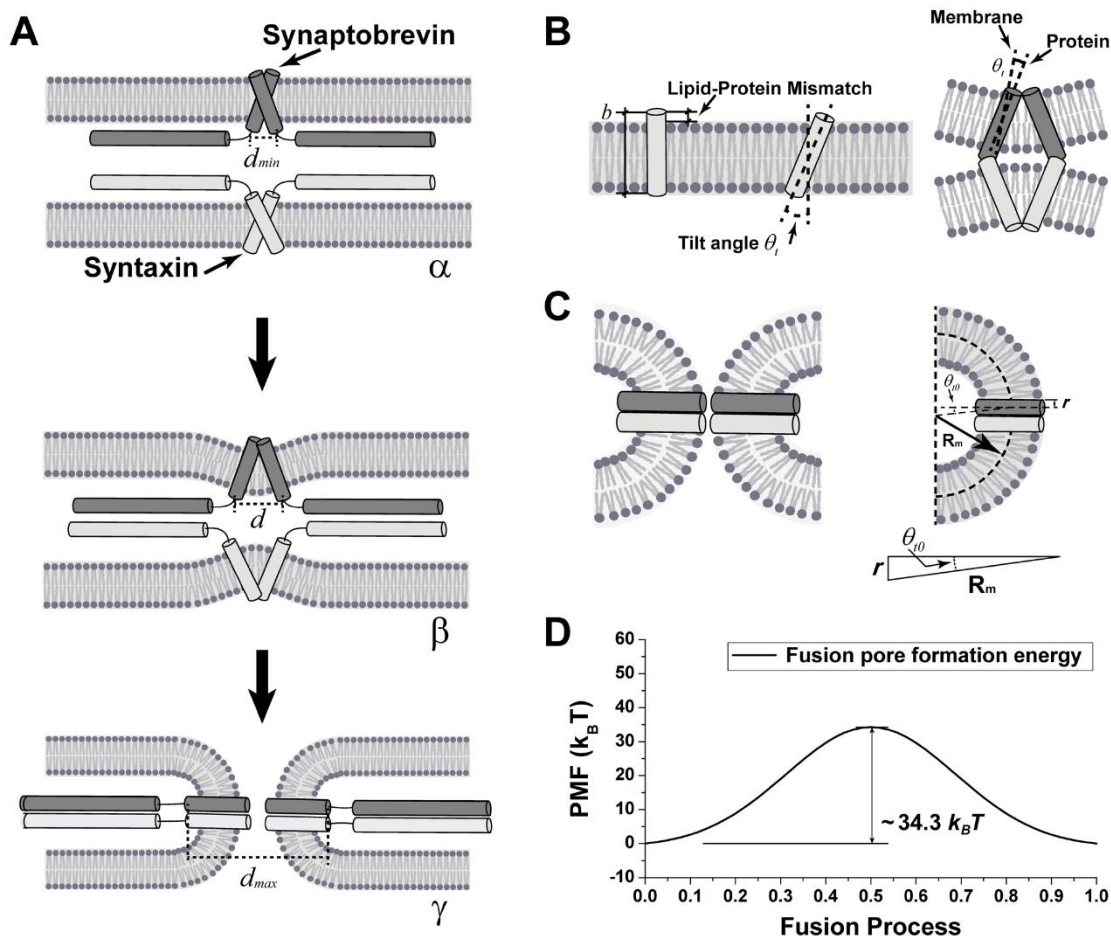 A
Synaptobrevin
d_min
Syntaxin
α
d
β
d_max
γ
B
Membrane
Protein
θ_t
Lipid-Protein Mismatch
b
Tilt angle θ_t
C
θ_t0
r
R_m
θ_t0
r
R_m
D
60
50
40
30
20
10
0
-10
PMF (k_BT)
Fusion pore formation energy
~ 34.3 k_BT
0.0 0.1 0.2 0.3 0.4 0.5 0.6 0.7 0.8 0.9 1.0
Fusion Process